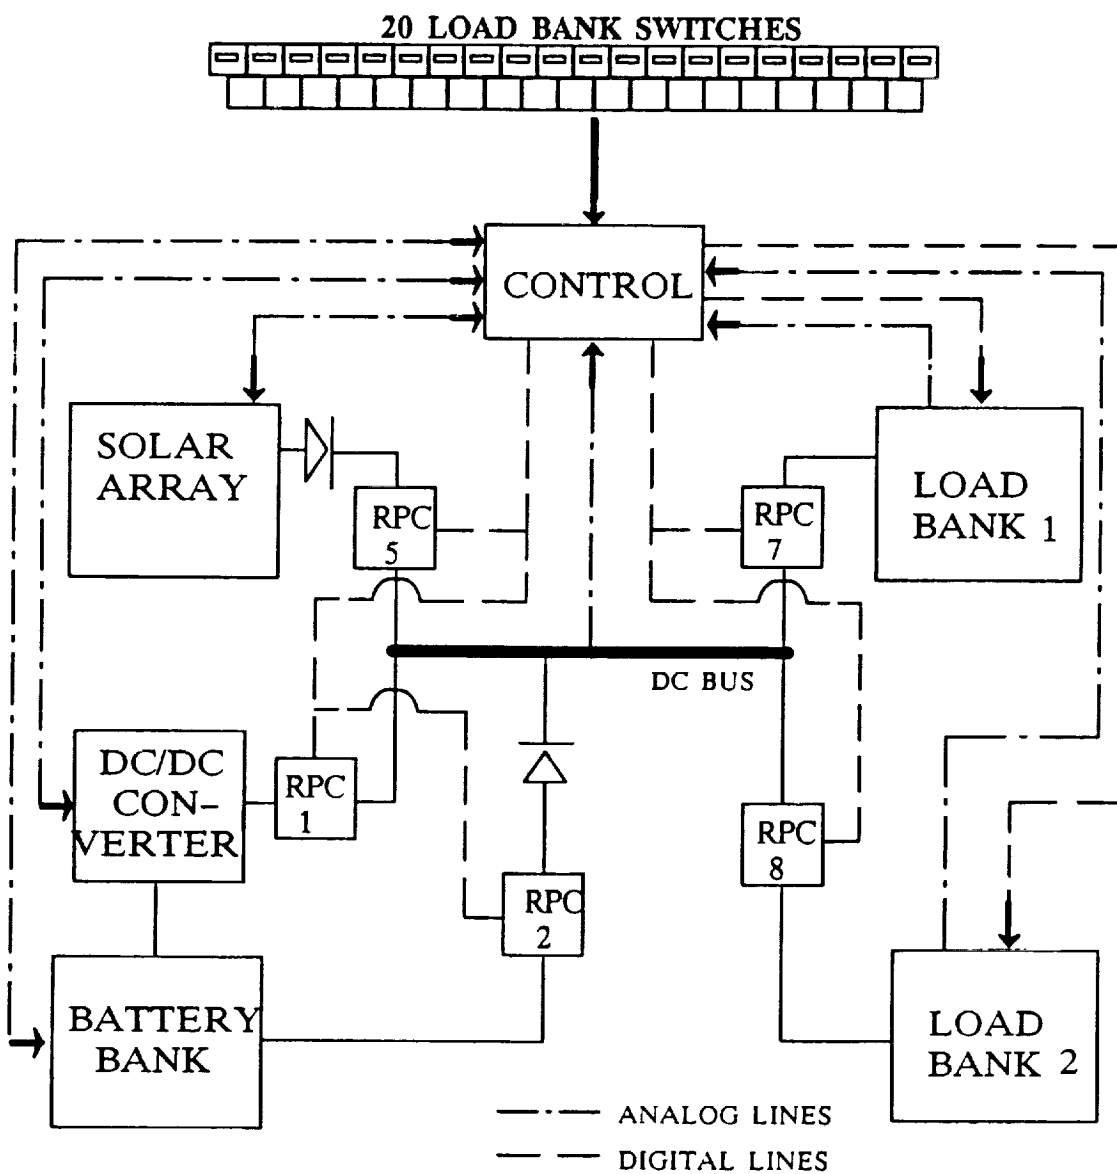 20 LOAD BANK SWITCHES
CONTROL
SOLAR
ARRAY
RPC
5
RPC
7
LOAD
BANK 1
DC BUS
DC/DC
CON-
VERTER
RPC
1
RPC
8
RPC
2
BATTERY
BANK
LOAD
BANK 2
ANALOG LINES
DIGITAL LINES